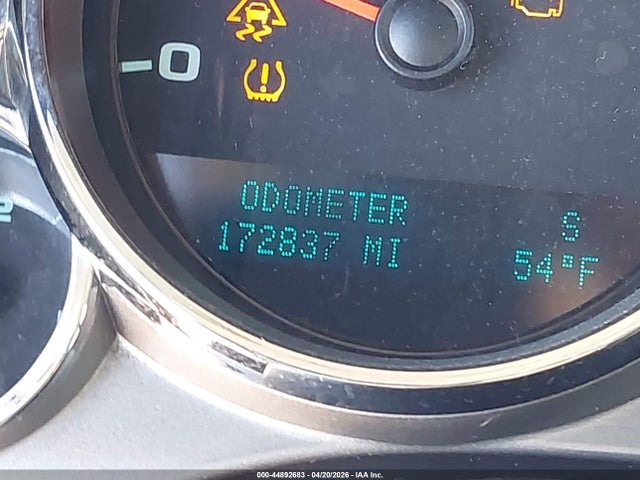 0
ODOMETER
S
172837 MI
54°F
000-44892683 - 04/20/2026 - IAA Inc.